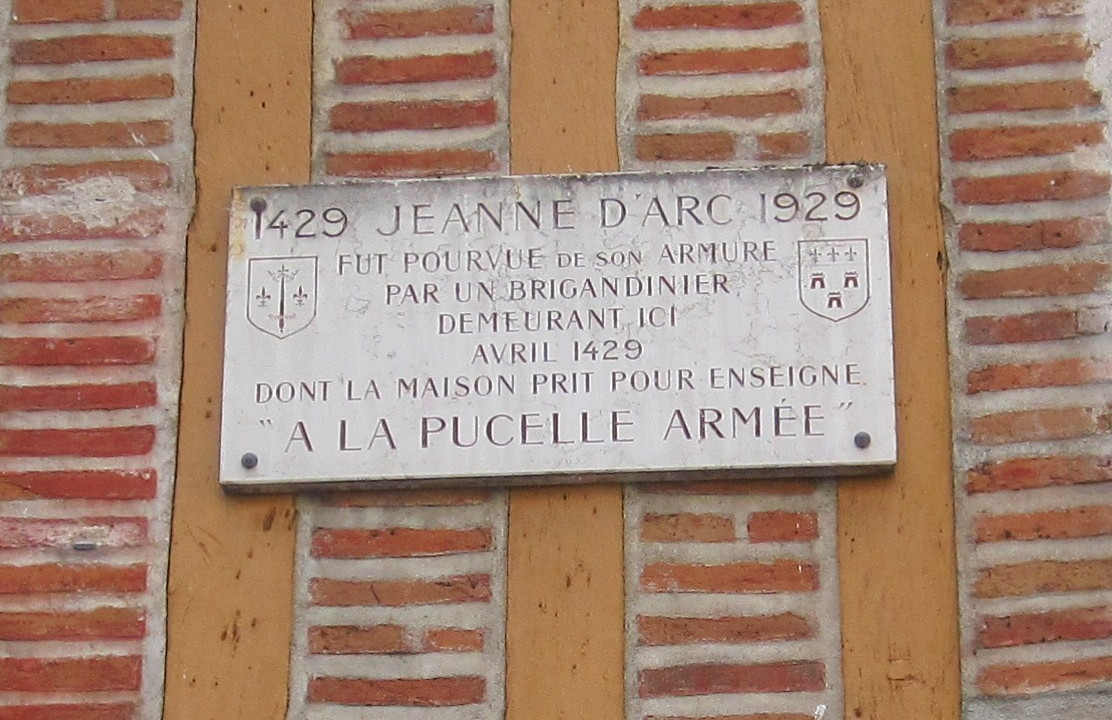 1429 JEANNE D'ARC 1929
FUT POURVUE DE SON ARMURE
PAR UN BRIGANDINIER
DEMEURANT ICI
AVRIL 1429
DONT LA MAISON PRIT POUR ENSEIGNE
"A LA PUCELLE ARMÉE"